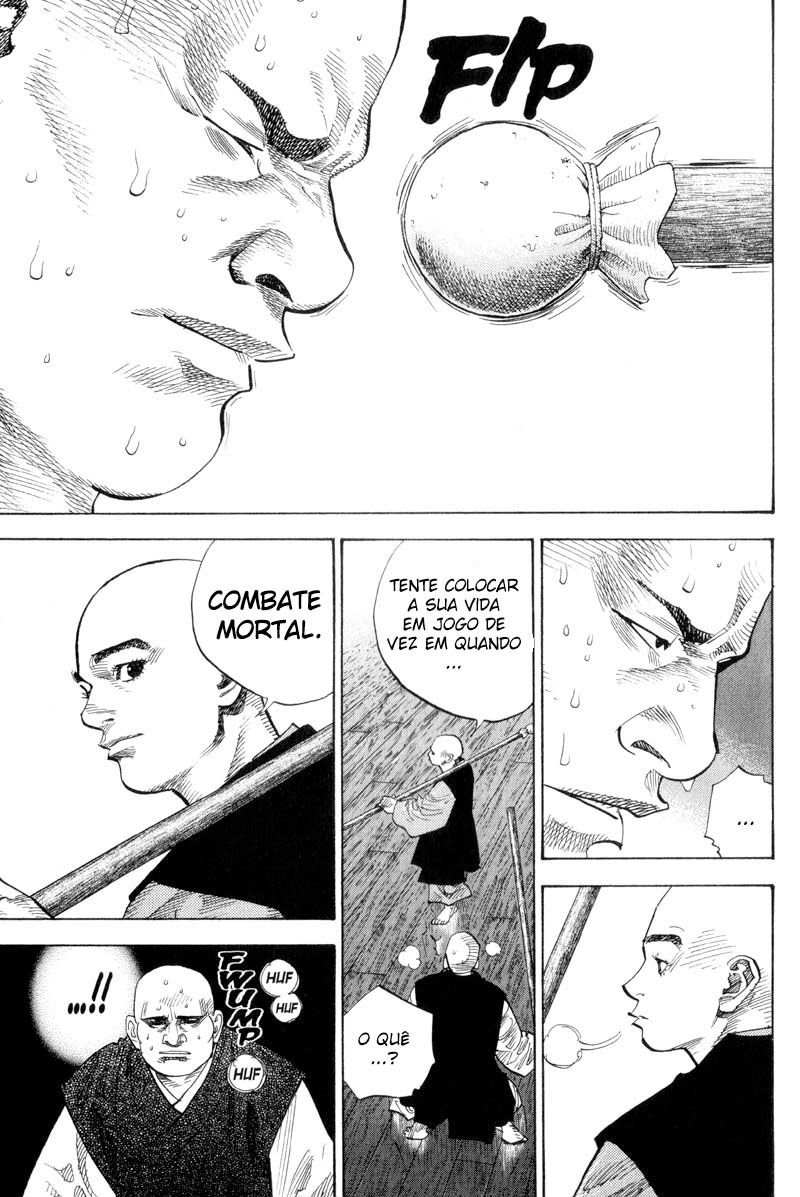 FLP
...
TENTE COLOCAR
A SUA VIDA
EM JOGO DE
VEZ EM QUANDO
...
O QUÊ
...?
COMBATE
MORTAL.
FWUMP
HUF
HUF
HUF
...!!